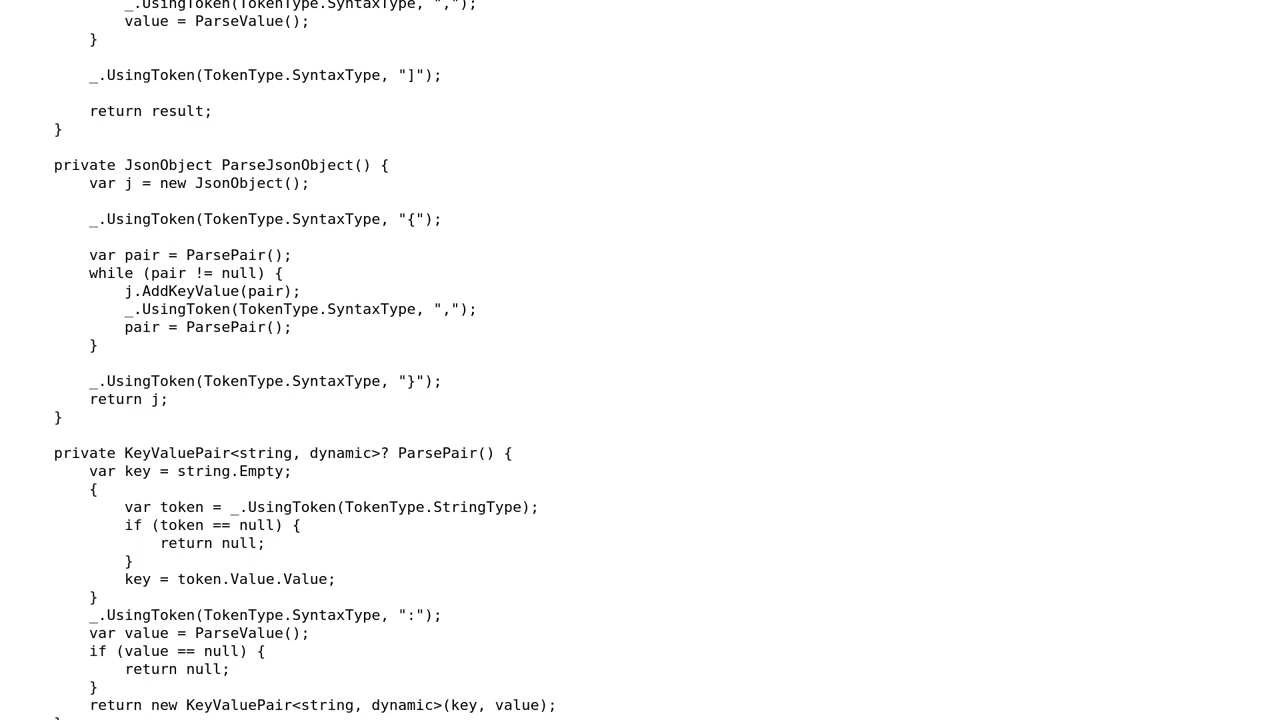 _.UsingToken(TokenType.SyntaxType, ",");
value = ParseValue();
}
_.UsingToken(TokenType.SyntaxType, "]");
return result;
}
private JsonObject ParseJsonObject() {
var j = new JsonObject();
_.UsingToken(TokenType.SyntaxType, "{");
var pair = ParsePair();
while (pair != null) {
j.AddKeyValue(pair);
_.UsingToken(TokenType.SyntaxType, ",");
pair = ParsePair();
}
_.UsingToken(TokenType.SyntaxType, "}");
return j;
}
private KeyValuePair<string, dynamic>? ParsePair() {
var key = string.Empty;
{
var token = _.UsingToken(TokenType.StringType);
if (token == null) {
return null;
}
key = token.Value.Value;
}
_.UsingToken(TokenType.SyntaxType, ":");
var value = ParseValue();
if (value == null) {
return null;
}
return new KeyValuePair<string, dynamic>(key, value);
}